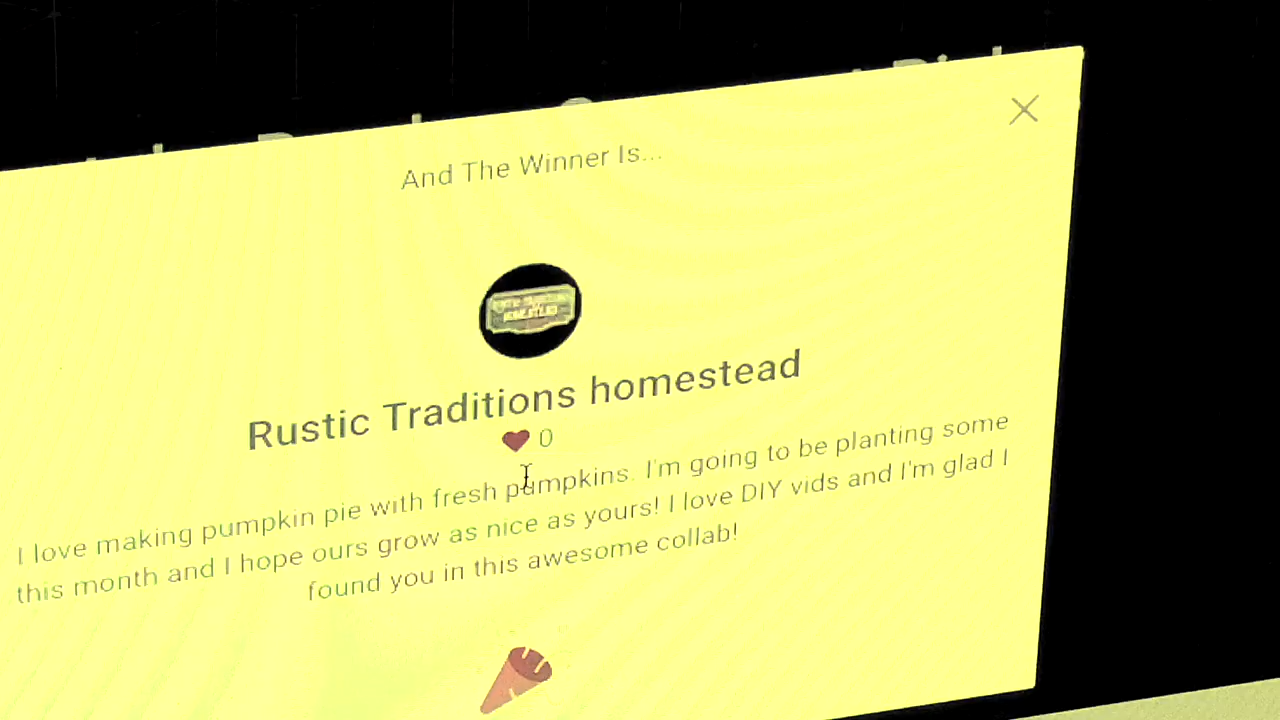 And The Winner Is...
Rustic Traditions homestead
0
I love making pumpkin pie with fresh pumpkins. I'm going to be planting some
this month and I hope ours grow as nice as yours! I love DIY vids and I'm glad I
found you in this awesome collab!